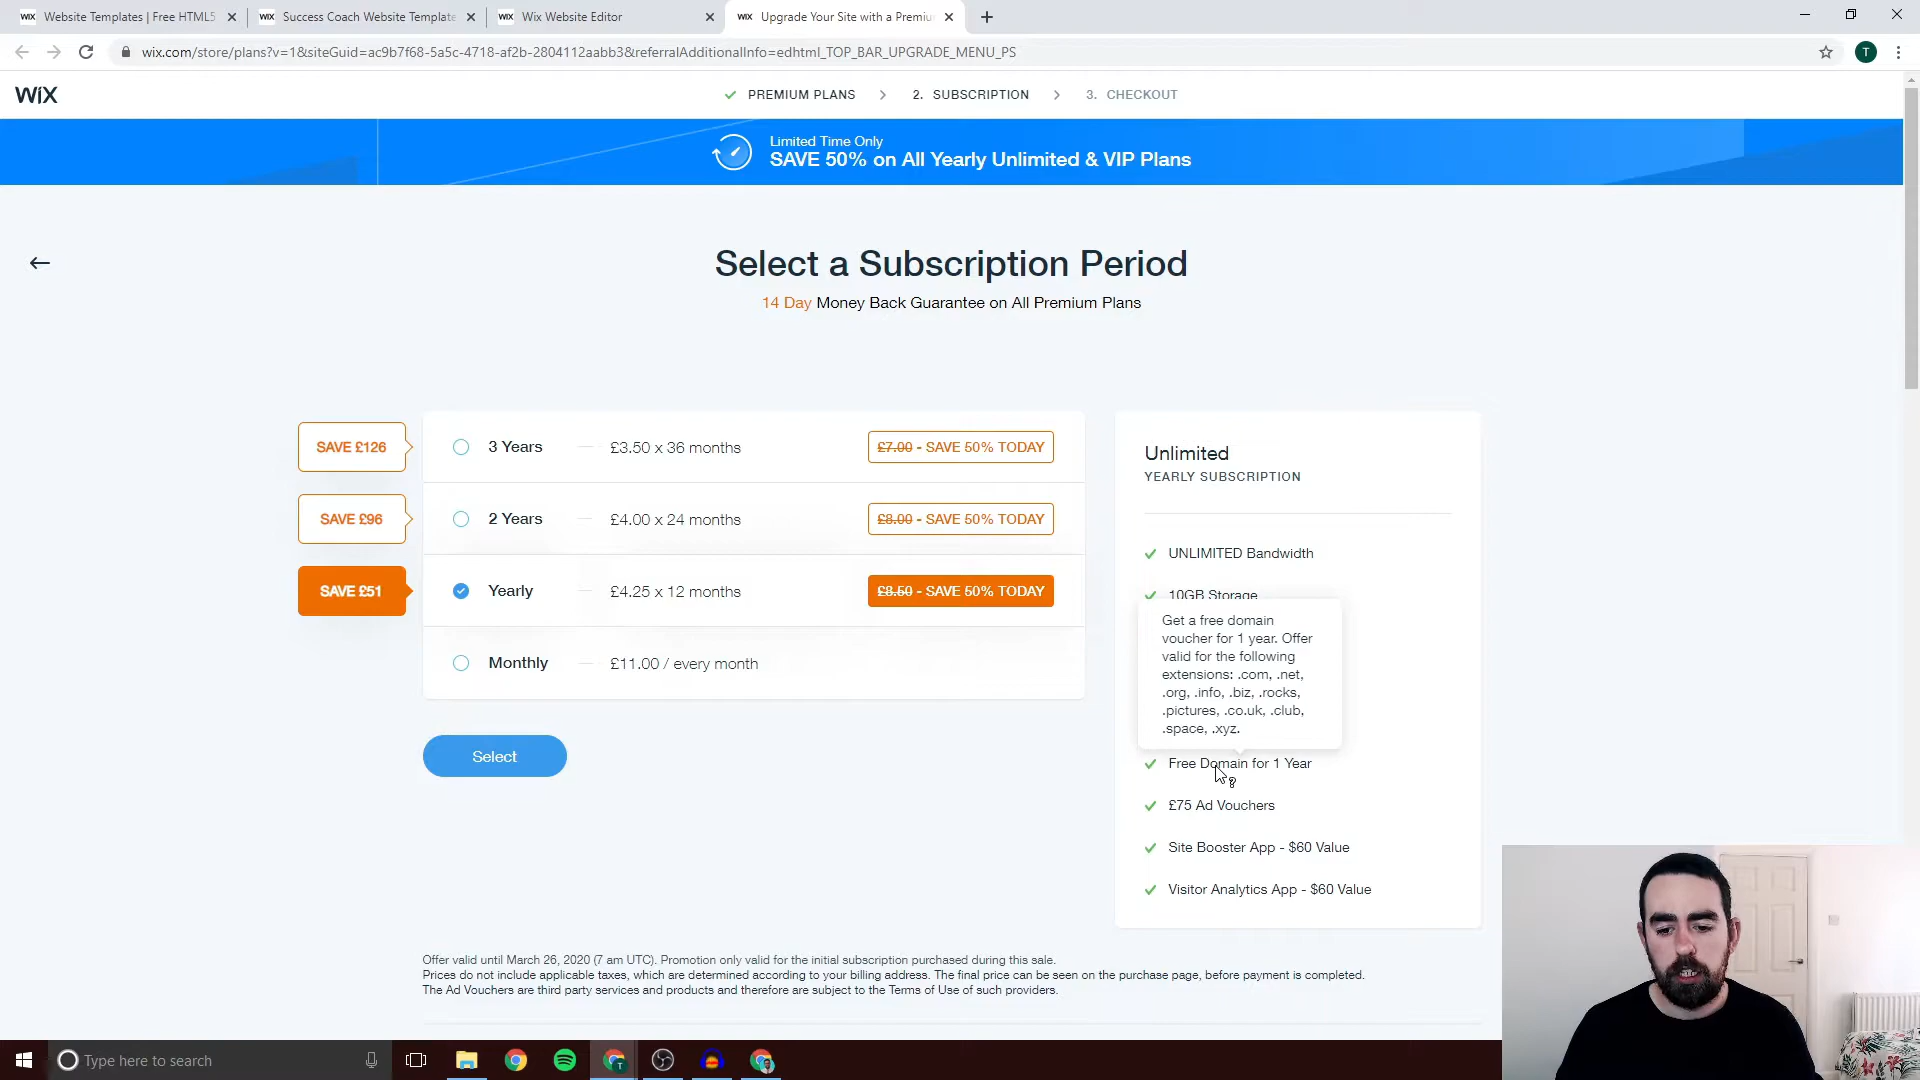 WIX Website Templates | Free HTML5
WIX Success Coach Website Template
WIX Wix Website Editor
WIX Upgrade Your Site with a Premiu
wix.com/store/plans?v=1&siteGuid=ac9b7f68-5a5c-4718-af2b-2804112aabb3&referralAdditionalInfo=edhtml_TOP_BAR_UPGRADE_MENU_PS
T
WIX
PREMIUM PLANS
2. SUBSCRIPTION
3. CHECKOUT
Limited Time Only
SAVE 50% on All Yearly Unlimited & VIP Plans
Select a Subscription Period
14 Day Money Back Guarantee on All Premium Plans
SAVE £126
3 Years
£3.50 x 36 months
£7.00 - SAVE 50% TODAY
SAVE £96
2 Years
£4.00 x 24 months
£8.00 - SAVE 50% TODAY
SAVE £51
Yearly
£4.25 x 12 months
£8.50 - SAVE 50% TODAY
Monthly
£11.00 / every month
Select
Unlimited
YEARLY SUBSCRIPTION
UNLIMITED Bandwidth
10GB Storage
Get a free domain
voucher for 1 year. Offer
valid for the following
extensions: .com, .net,
.org, .info, .biz, .rocks,
.pictures, .co.uk, .club,
.space, .xyz.
Free Domain for 1 Year
£75 Ad Vouchers
Site Booster App - $60 Value
Visitor Analytics App - $60 Value
Offer valid until March 26, 2020 (7 am UTC). Promotion only valid for the initial subscription purchased during this sale.
Prices do not include applicable taxes, which are determined according to your billing address. The final price can be seen on the purchase page, before payment is completed.
The Ad Vouchers are third party services and products and therefore are subject to the Terms of Use of such providers.
Type here to search